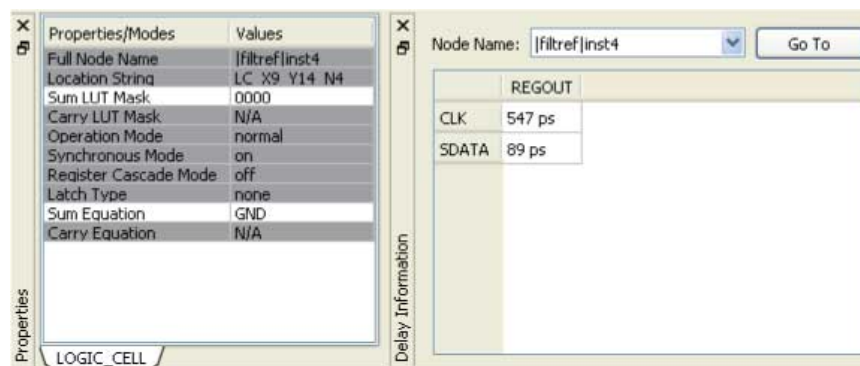 Properties/Modes Values
Full Node Name |filtref|inst4
Location String LC_X9_Y14_N4
Sum LUT Mask 0000
Carry LUT Mask N/A
Operation Mode normal
Synchronous Mode on
Register Cascade Mode off
Latch Type none
Sum Equation GND
Carry Equation N/A
Properties
LOGIC_CELL
Node Name: |filtref|inst4 Go To
REGOUT
CLK 547 ps
SDATA 89 ps
Delay Information